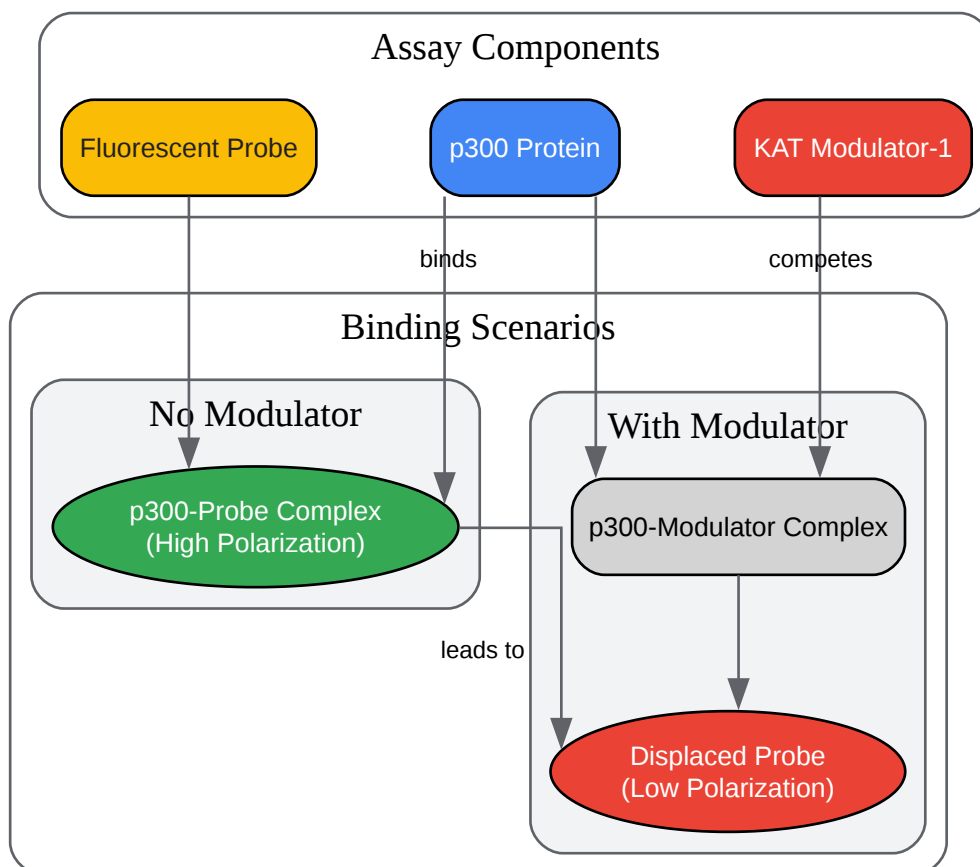 Assay Components
Fluorescent Probe
p300 Protein
KAT Modulator-1
binds
competes
Binding Scenarios
No Modulator
With Modulator
p300-Probe Complex
(High Polarization)
p300-Modulator Complex
leads to
Displaced Probe
(Low Polarization)